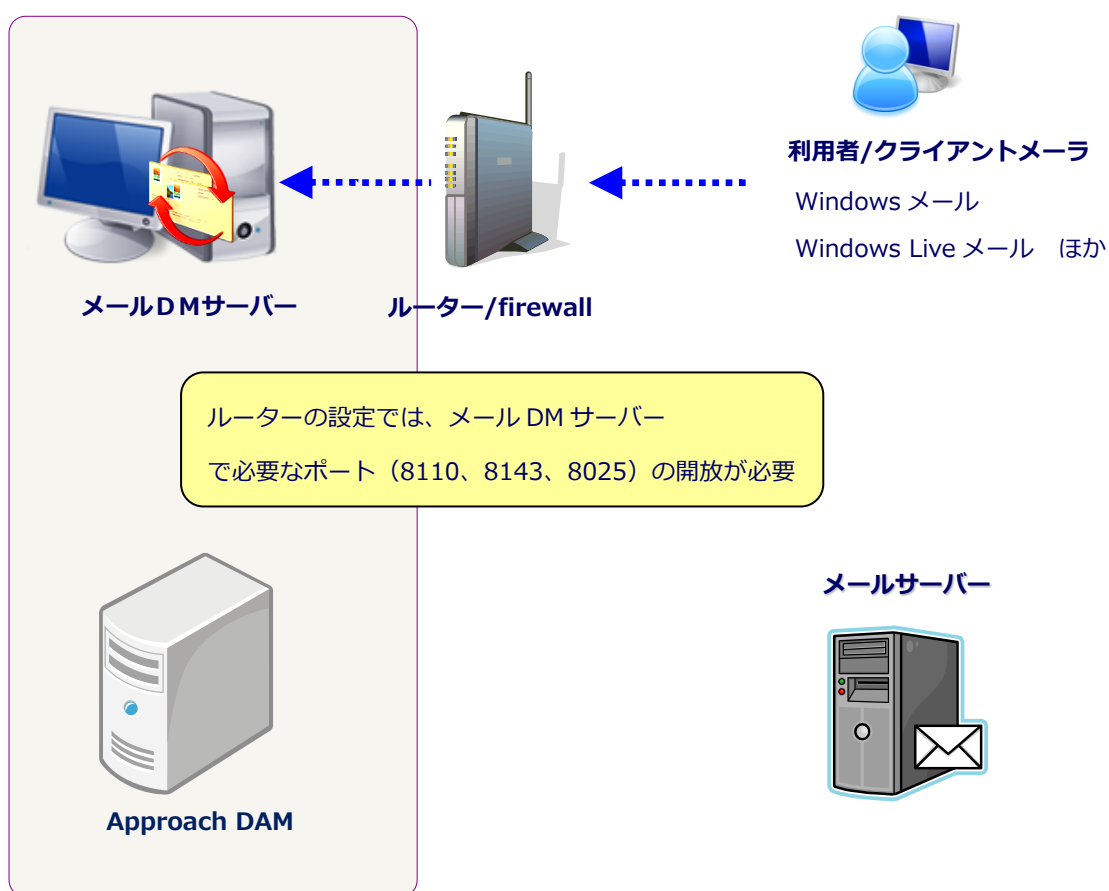 利用者/クライアントメーラ
Windows メール
Windows Live メール　ほか
メールＤＭサーバー
ルーター/firewall
ルーターの設定では、メール DM サーバー
で必要なポート（8110、8143、8025）の開放が必要
メールサーバー
Approach DAM